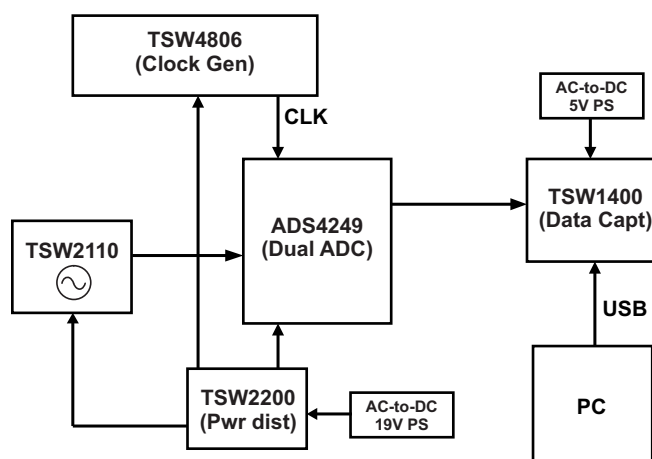 TSW4806
(Clock Gen)
CLK
AC-to-DC
5V PS
ADS4249
(Dual ADC)
TSW1400
(Data Capt)
TSW2110
USB
TSW2200
(Pwr dist)
AC-to-DC
19V PS
PC